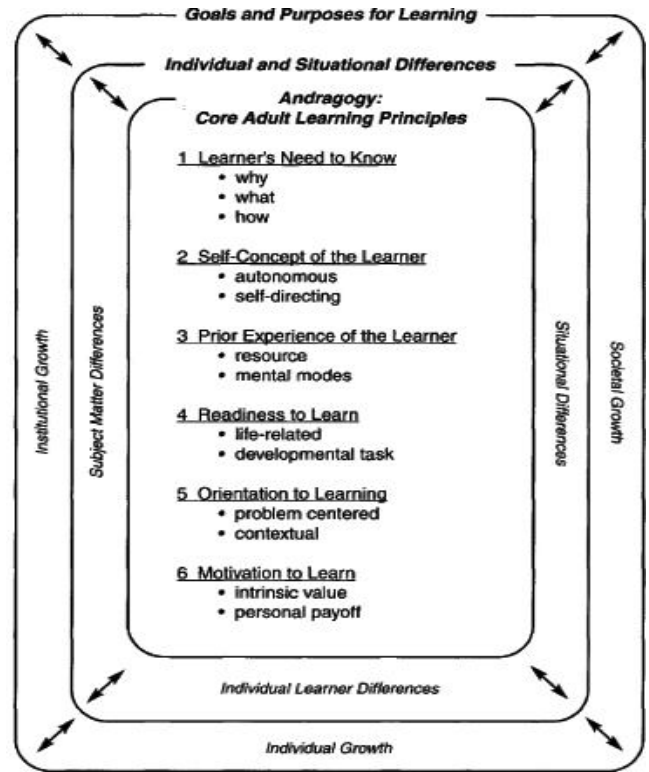 Goals and Purposes for Learning
Individual and Situational Differences
Andragogy:
Core Adult Learning Principles
1 Learner's Need to Know
• why
• what
• how
2 Self-Concept of the Learner
• autonomous
• self-directing
3 Prior Experience of the Learner
• resource
• mental modes
4 Readiness to Learn
• life-related
• developmental task
5 Orientation to Learning
• problem centered
• contextual
6 Motivation to Learn
• intrinsic value
• personal payoff
Institutional Growth
Subject Matter Differences
Situational Differences
Societal Growth
Individual Learner Differences
Individual Growth